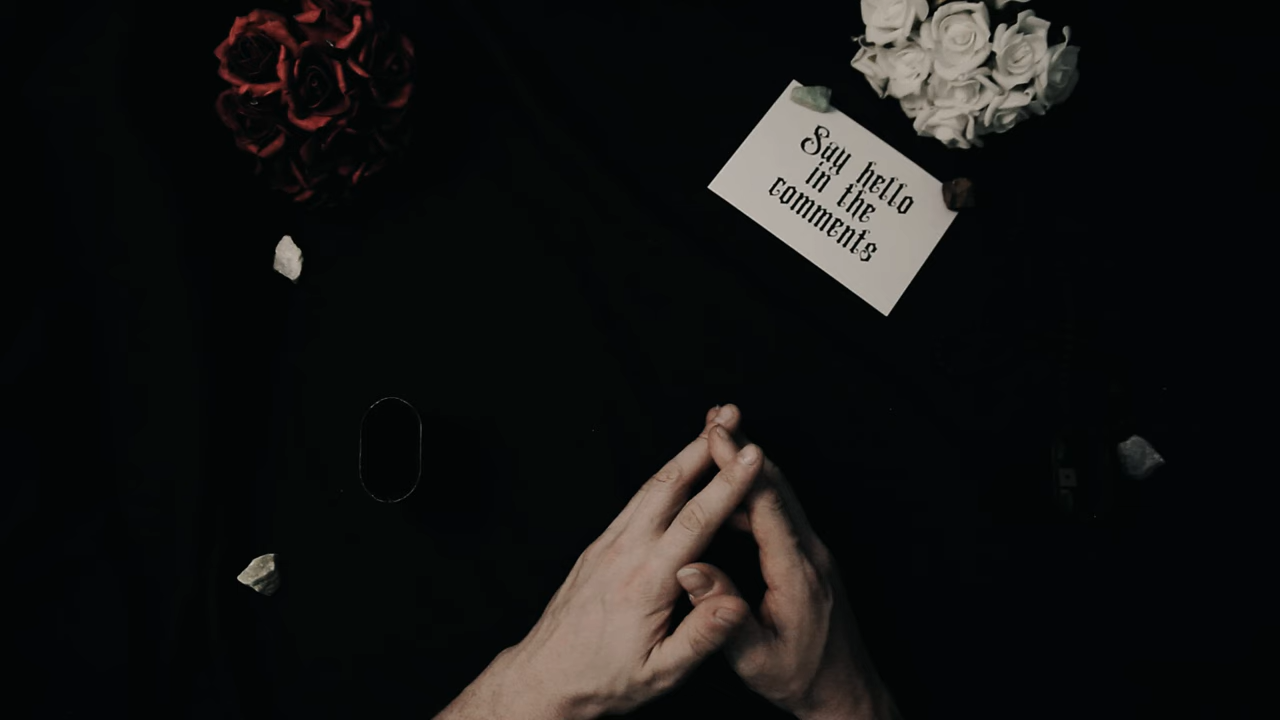 Say hello
in the
comments